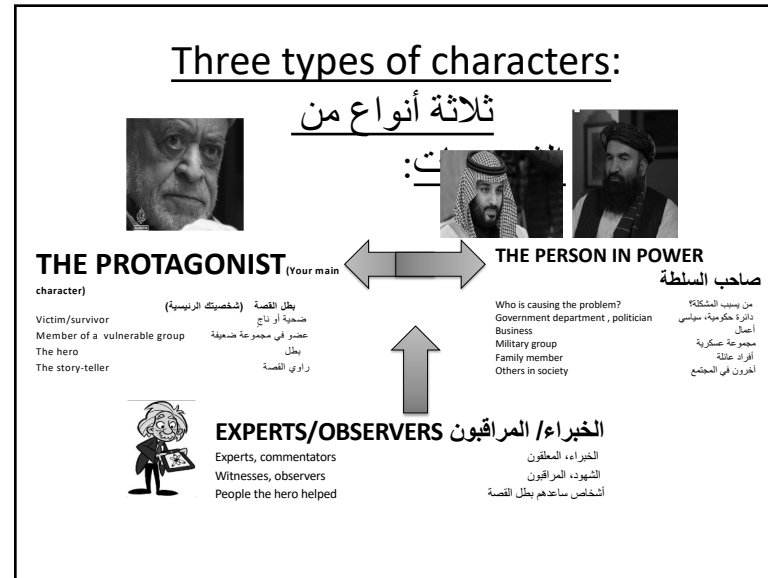 Three types of characters:
ثلاثة أنواع من
ت:
THE PROTAGONIST (Your main
character)
بطل القصة (شخصيتك الرئيسية)
Victim/survivor ضحية أو ناجٍ
Member of a vulnerable group عضو في مجموعة ضعيفة
The hero بطل
The story-teller راوي القصة
THE PERSON IN POWER
صاحب السلطة
Who is causing the problem? من يسبب المشكلة؟
Government department , politician دائرة حكومية، سياسي
Business أعمال
Military group مجموعة عسكرية
Family member أفراد عائلة
Others in society آخرون في المجتمع
EXPERTS/OBSERVERS الخبراء/ المراقبون
Experts, commentators الخبراء، المعلقون
Witnesses, observers الشهود، المراقبون
People the hero helped أشخاص ساعدهم بطل القصة